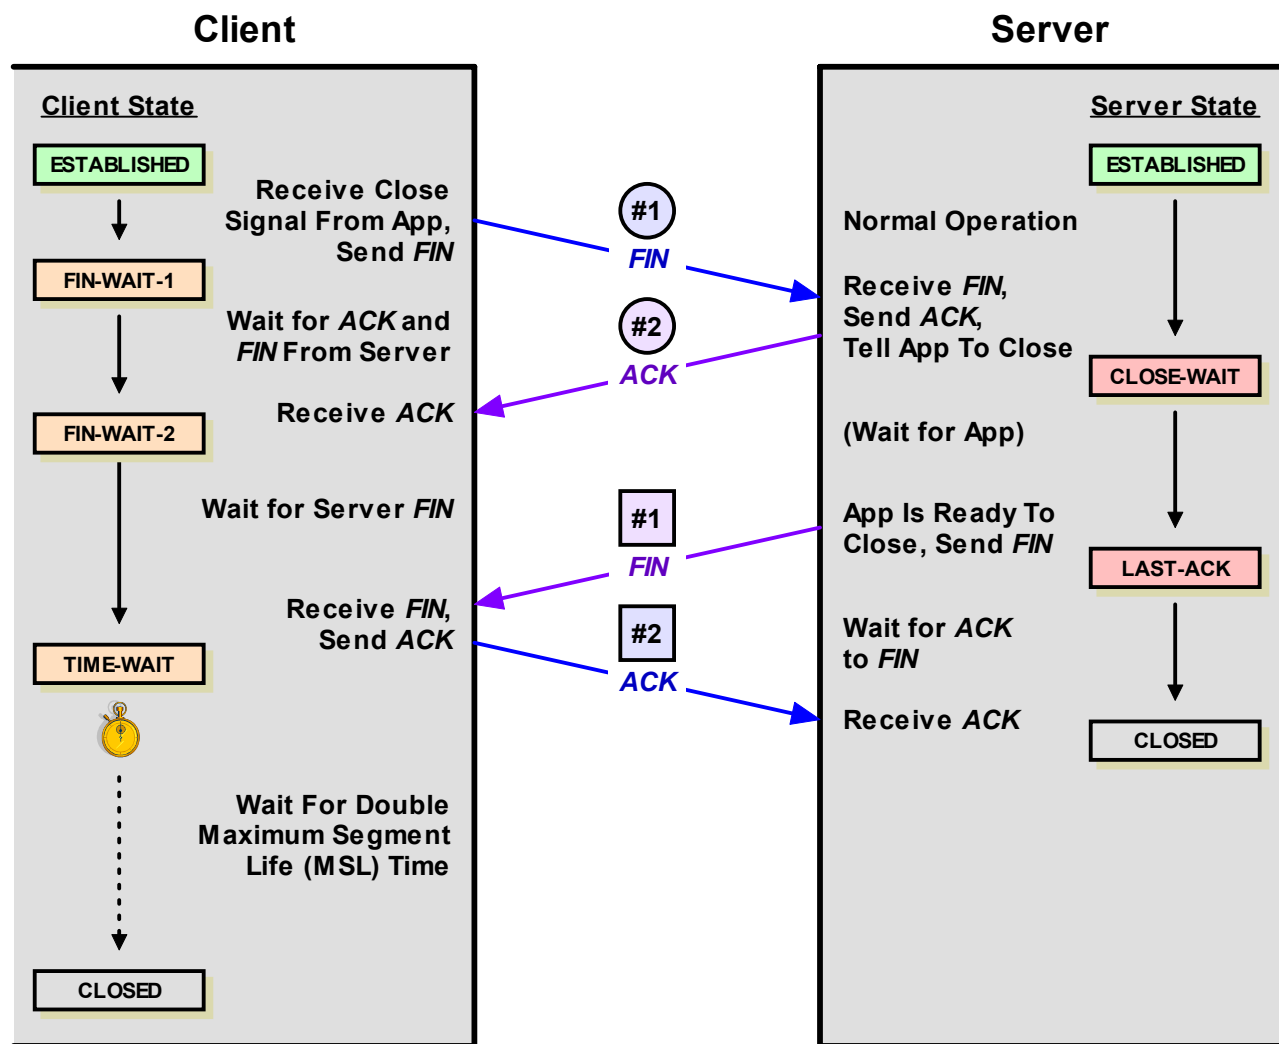 Client
Server
Client State
ESTABLISHED
Receive Close
Signal From App,
Send FIN
FIN-WAIT-1
Wait for ACK and
FIN From Server
Receive ACK
FIN-WAIT-2
Wait for Server FIN
Receive FIN,
Send ACK
TIME-WAIT
Wait For Double
Maximum Segment
Life (MSL) Time
CLOSED
#1
FIN
#2
ACK
#1
FIN
#2
ACK
Server State
ESTABLISHED
Normal Operation
Receive FIN,
Send ACK,
Tell App To Close
CLOSE-WAIT
(Wait for App)
App Is Ready To
Close, Send FIN
LAST-ACK
Wait for ACK
to FIN
Receive ACK
CLOSED